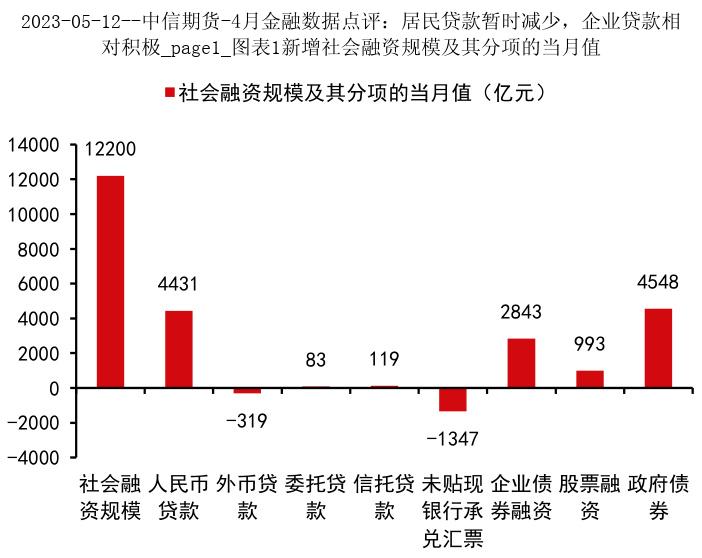 2023-05-12--中信期货-4月金融数据点评：居民贷款暂时减少，企业贷款相
对积极_page1_图表1新增社会融资规模及其分项的当月值
社会融资规模及其分项的当月值（亿元）
14000
12000
10000
8000
6000
4000
2000
0
-2000
-4000
12200
4431
-319
83
119
-1347
2843
993
4548
社会融
资规模
人民币
贷款
外币贷
款
委托贷
款
信托贷
款
未贴现
银行承
兑汇票
企业债
券融资
股票融
资
政府债
券